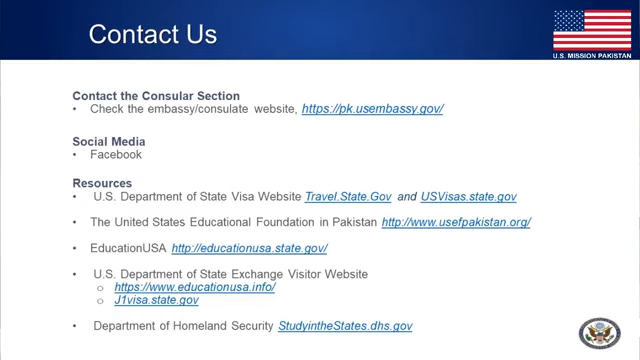 Contact Us
U.S. MISSION PAKISTAN
Contact the Consular Section
• Check the embassy/consulate website, https://pk.usembassy.gov/
Social Media
• Facebook
Resources
• U.S. Department of State Visa Website Travel.State.Gov and USVisas.state.gov
• The United States Educational Foundation in Pakistan http://www.usefpakistan.org/
• EducationUSA http://educationusa.state.gov/
• U.S. Department of State Exchange Visitor Website
o https://www.educationusa.info/
o J1visa.state.gov
• Department of Homeland Security StudyintheStates.dhs.gov